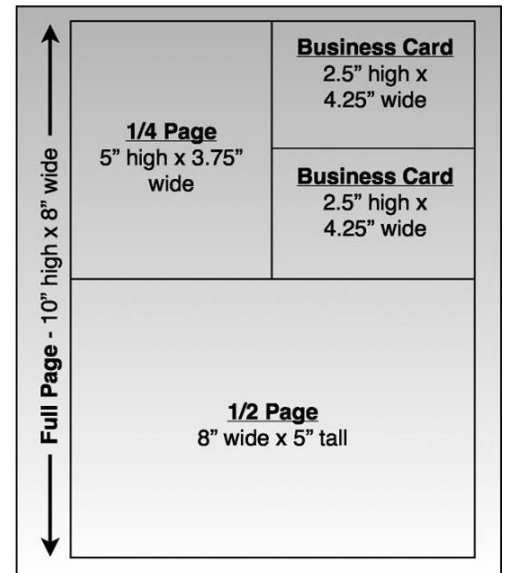 Full Page - 10” high x 8” wide
1/4 Page
5” high x 3.75”
wide
Business Card
2.5” high x
4.25” wide
Business Card
2.5” high x
4.25” wide
1/2 Page
8” wide x 5” tall